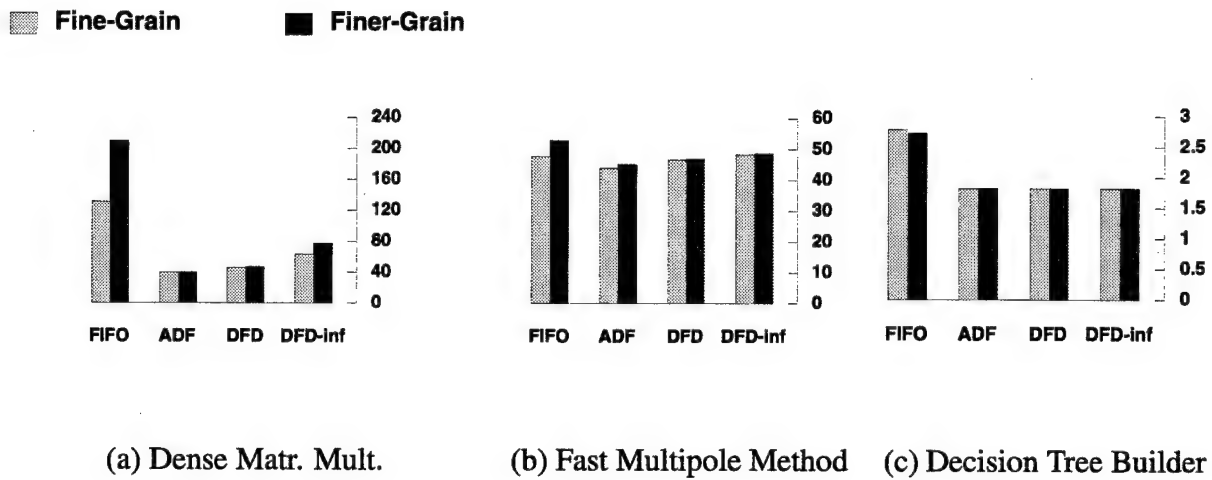 Fine-Grain
Finer-Grain
240
200
160
120
80
40
0
FIFO ADF DFD DFD-inf
(a) Dense Matr. Mult.
60
50
40
30
20
10
0
FIFO ADF DFD DFD-inf
(b) Fast Multipole Method
3
2.5
2
1.5
1
0.5
0
FIFO ADF DFD DFD-inf
(c) Decision Tree Builder